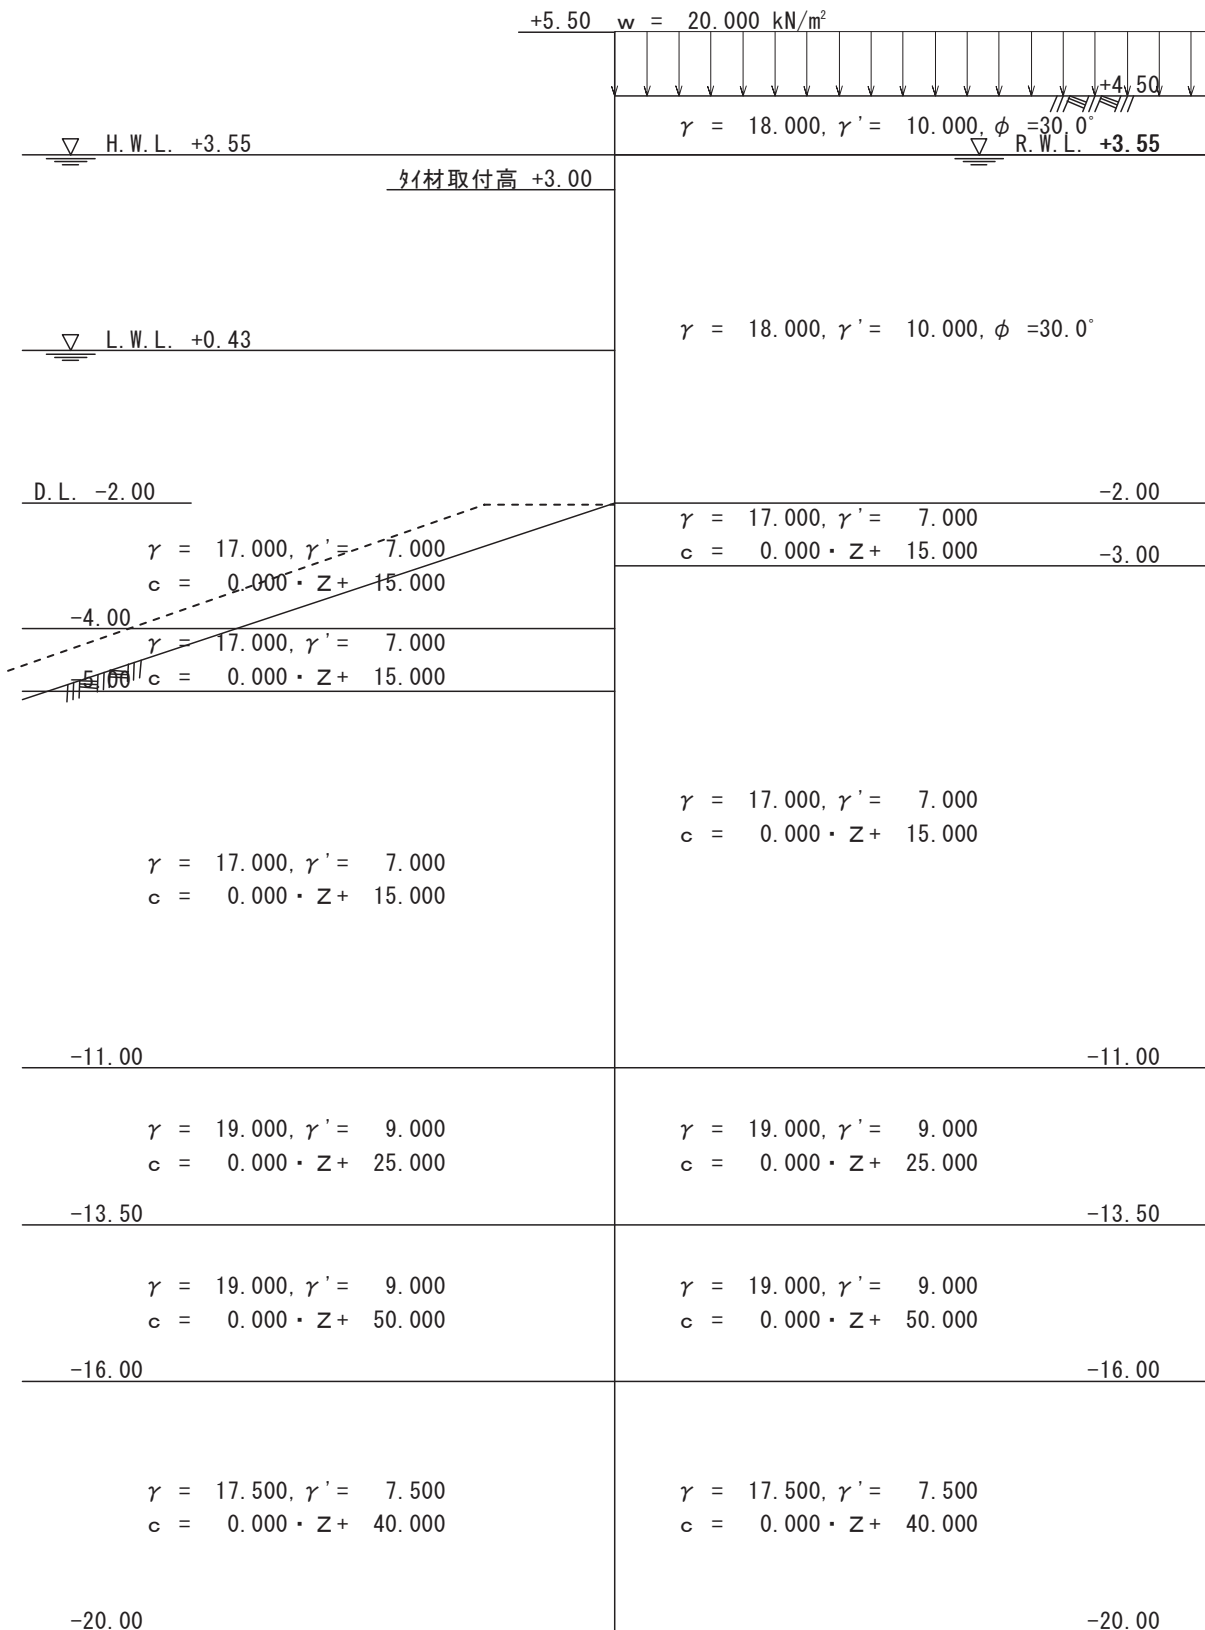 +5.50 w = 20.000 kN/m²
+4.50
γ = 18.000, γ'= 10.000, φ =30.0°
H.W.L. +3.55
R.W.L. +3.55
ﾀｲ材取付高 +3.00
γ = 18.000, γ'= 10.000, φ =30.0°
L.W.L. +0.43
D.L. -2.00
-2.00
γ = 17.000, γ'= 7.000
c = 0.000・Z+ 15.000
-3.00
γ = 17.000, γ'= 7.000
c = 0.000・Z+ 15.000
-4.00
γ = 17.000, γ'= 7.000
-5.00 c = 0.000・Z+ 15.000
γ = 17.000, γ'= 7.000
c = 0.000・Z+ 15.000
γ = 17.000, γ'= 7.000
c = 0.000・Z+ 15.000
-11.00
-11.00
γ = 19.000, γ'= 9.000
c = 0.000・Z+ 25.000
γ = 19.000, γ'= 9.000
c = 0.000・Z+ 25.000
-13.50
-13.50
γ = 19.000, γ'= 9.000
c = 0.000・Z+ 50.000
γ = 19.000, γ'= 9.000
c = 0.000・Z+ 50.000
-16.00
-16.00
γ = 17.500, γ'= 7.500
c = 0.000・Z+ 40.000
γ = 17.500, γ'= 7.500
c = 0.000・Z+ 40.000
-20.00
-20.00